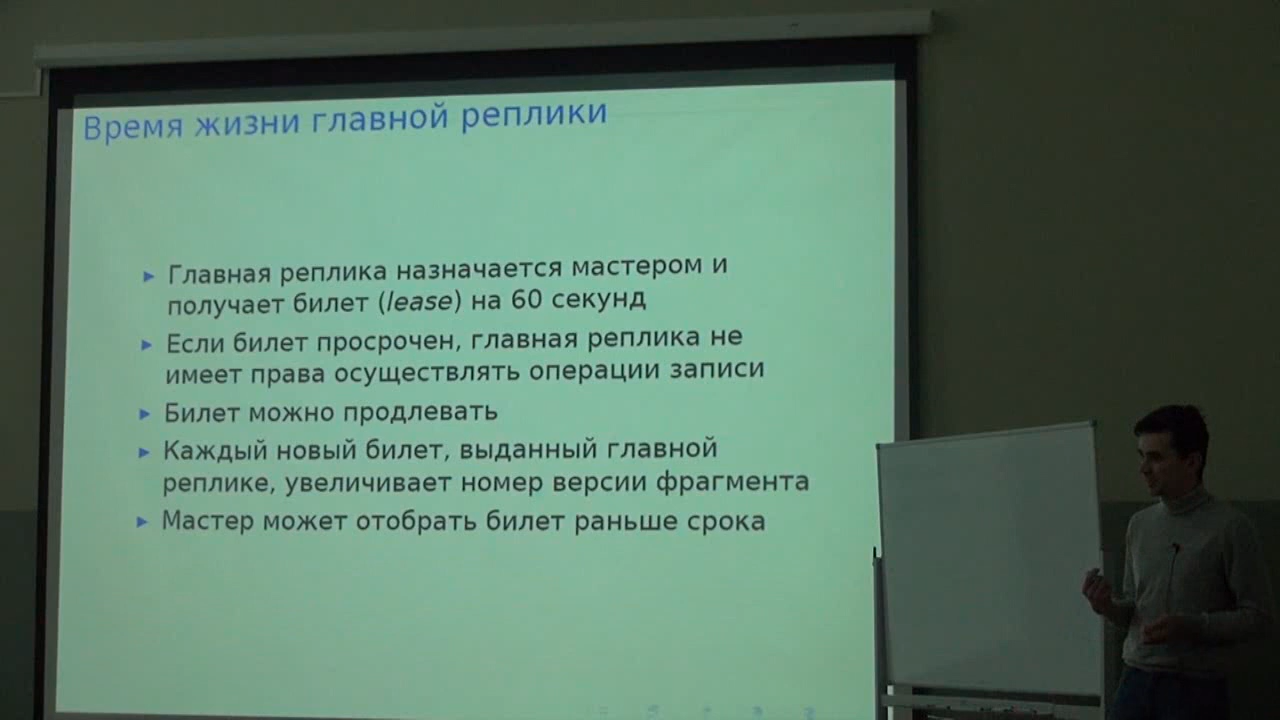 Время жизни главной реплики
▸ Главная реплика назначается мастером и
получает билет (lease) на 60 секунд
▸ Если билет просрочен, главная реплика не
имеет права осуществлять операции записи
▸ Билет можно продлевать
▸ Каждый новый билет, выданный главной
реплике, увеличивает номер версии фрагмента
▸ Мастер может отобрать билет раньше срока